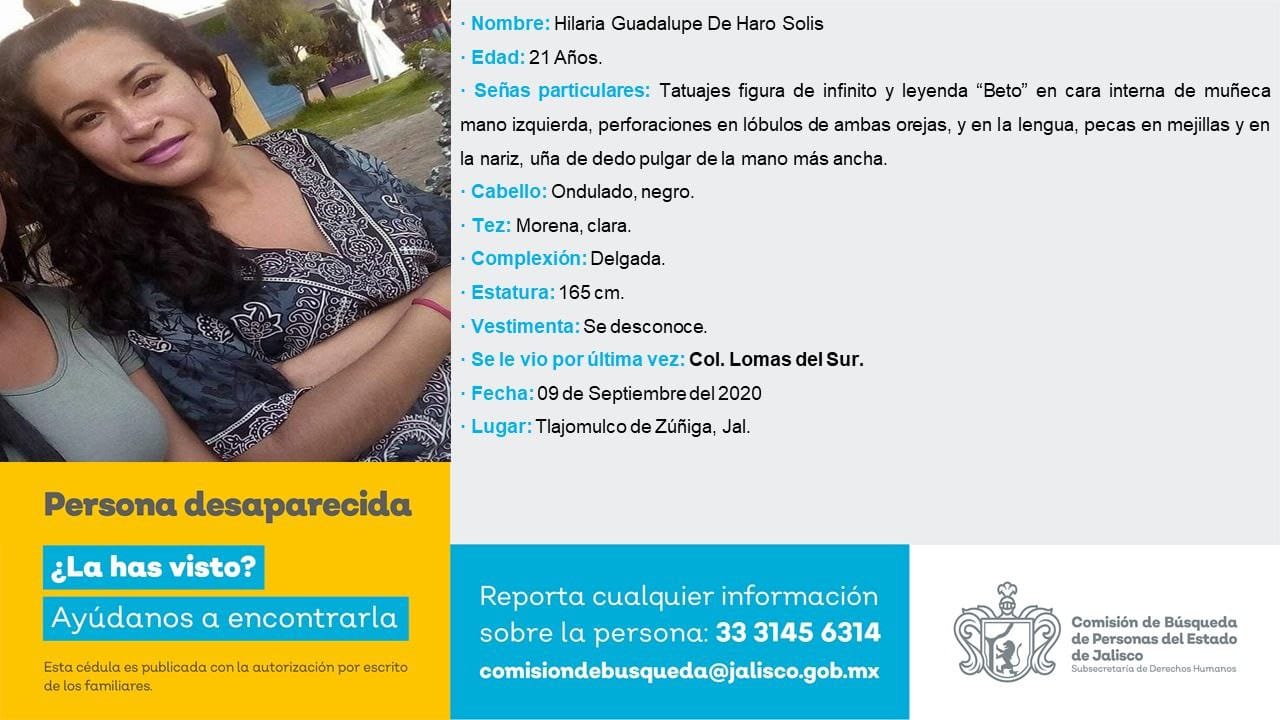 · Nombre: Hilaria Guadalupe De Haro Solis
· Edad: 21 Años.
· Señas particulares: Tatuajes figura de infinito y leyenda “Beto” en cara interna de muñeca
mano izquierda, perforaciones en lóbulos de ambas orejas, y en la lengua, pecas en mejillas y en
la nariz, uña de dedo pulgar de la mano más ancha.
· Cabello: Ondulado, negro.
· Tez: Morena, clara.
· Complexión: Delgada.
· Estatura: 165 cm.
· Vestimenta: Se desconoce.
· Se le vio por última vez: Col. Lomas del Sur.
· Fecha: 09 de Septiembre del 2020
· Lugar: Tlajomulco de Zúñiga, Jal.
Persona desaparecida
¿La has visto?
Ayúdanos a encontrarla
Esta cédula es publicada con la autorización por escrito
de los familiares.
Reporta cualquier información
sobre la persona: 33 3145 6314
comisiondebusqueda@jalisco.gob.mx
Comisión de Búsqueda
de Personas del Estado
de Jalisco
Subsecretaría de Derechos Humanos